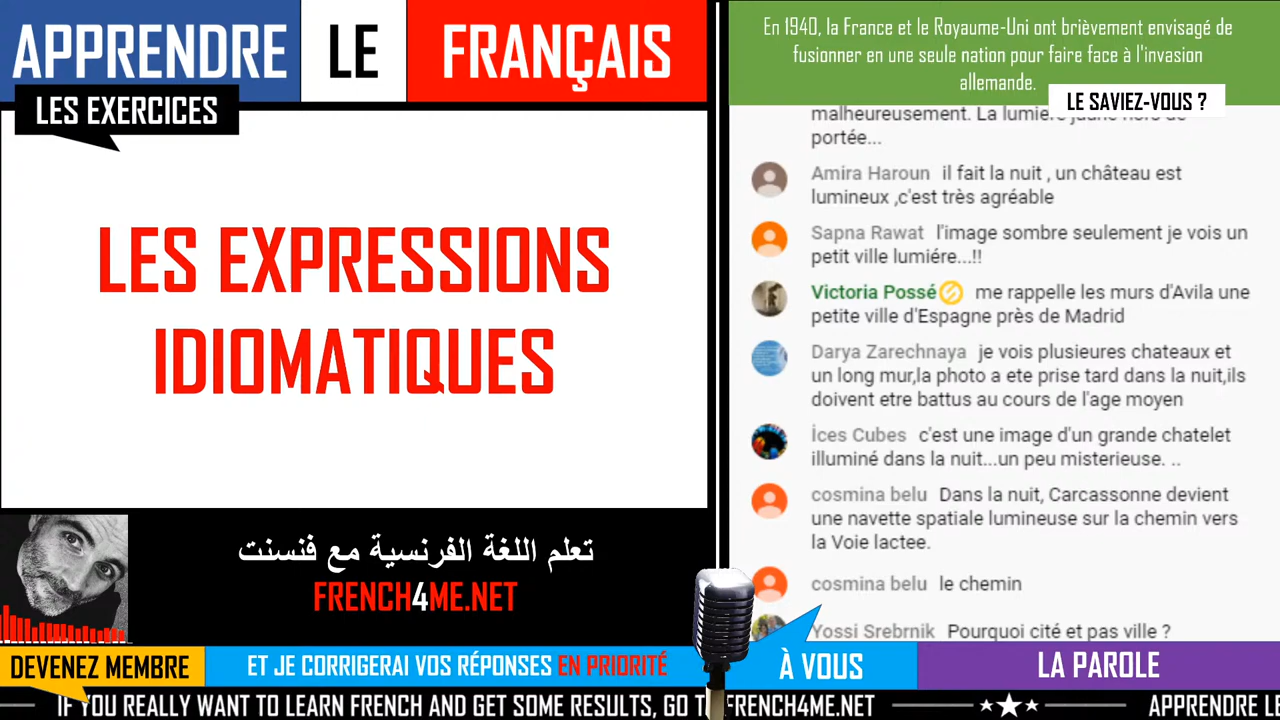 APPRENDRE LE FRANÇAIS
LES EXERCICES
LES EXPRESSIONS
IDIOMATIQUES
تعلم اللغة الفرنسية مع فنسنت
FRENCH4ME.NET
DEVENEZ MEMBRE
ET JE CORRIGERAI VOS RÉPONSES EN PRIORITÉ
En 1940, la France et le Royaume-Uni ont brièvement envisagé de
fusionner en une seule nation pour faire face à l'invasion
allemande.
LE SAVIEZ-VOUS ?
malheureusement. La lumière jaune hors de
portée...
Amira Haroun il fait la nuit , un château est
lumineux ,c'est très agréable
Sapna Rawat l'image sombre seulement je vois un
petit ville lumiére...!!
Victoria Possé me rappelle les murs d'Avila une
petite ville d'Espagne près de Madrid
Darya Zarechnaya je vois plusieures chateaux et
un long mur,la photo a ete prise tard dans la nuit,ils
doivent etre battus au cours de l'age moyen
İces Cubes c'est une image d'un grande chatelet
illuminé dans la nuit...un peu misterieuse. ..
cosmina belu Dans la nuit, Carcassonne devient
une navette spatiale lumineuse sur la chemin vers
la Voie lactee.
cosmina belu le chemin
Yossi Srebrnik Pourquoi cité et pas ville ?
À VOUS
LA PAROLE
IF YOU REALLY WANT TO LEARN FRENCH AND GET SOME RESULTS, GO T FRENCH4ME.NET
APPRENDRE LE